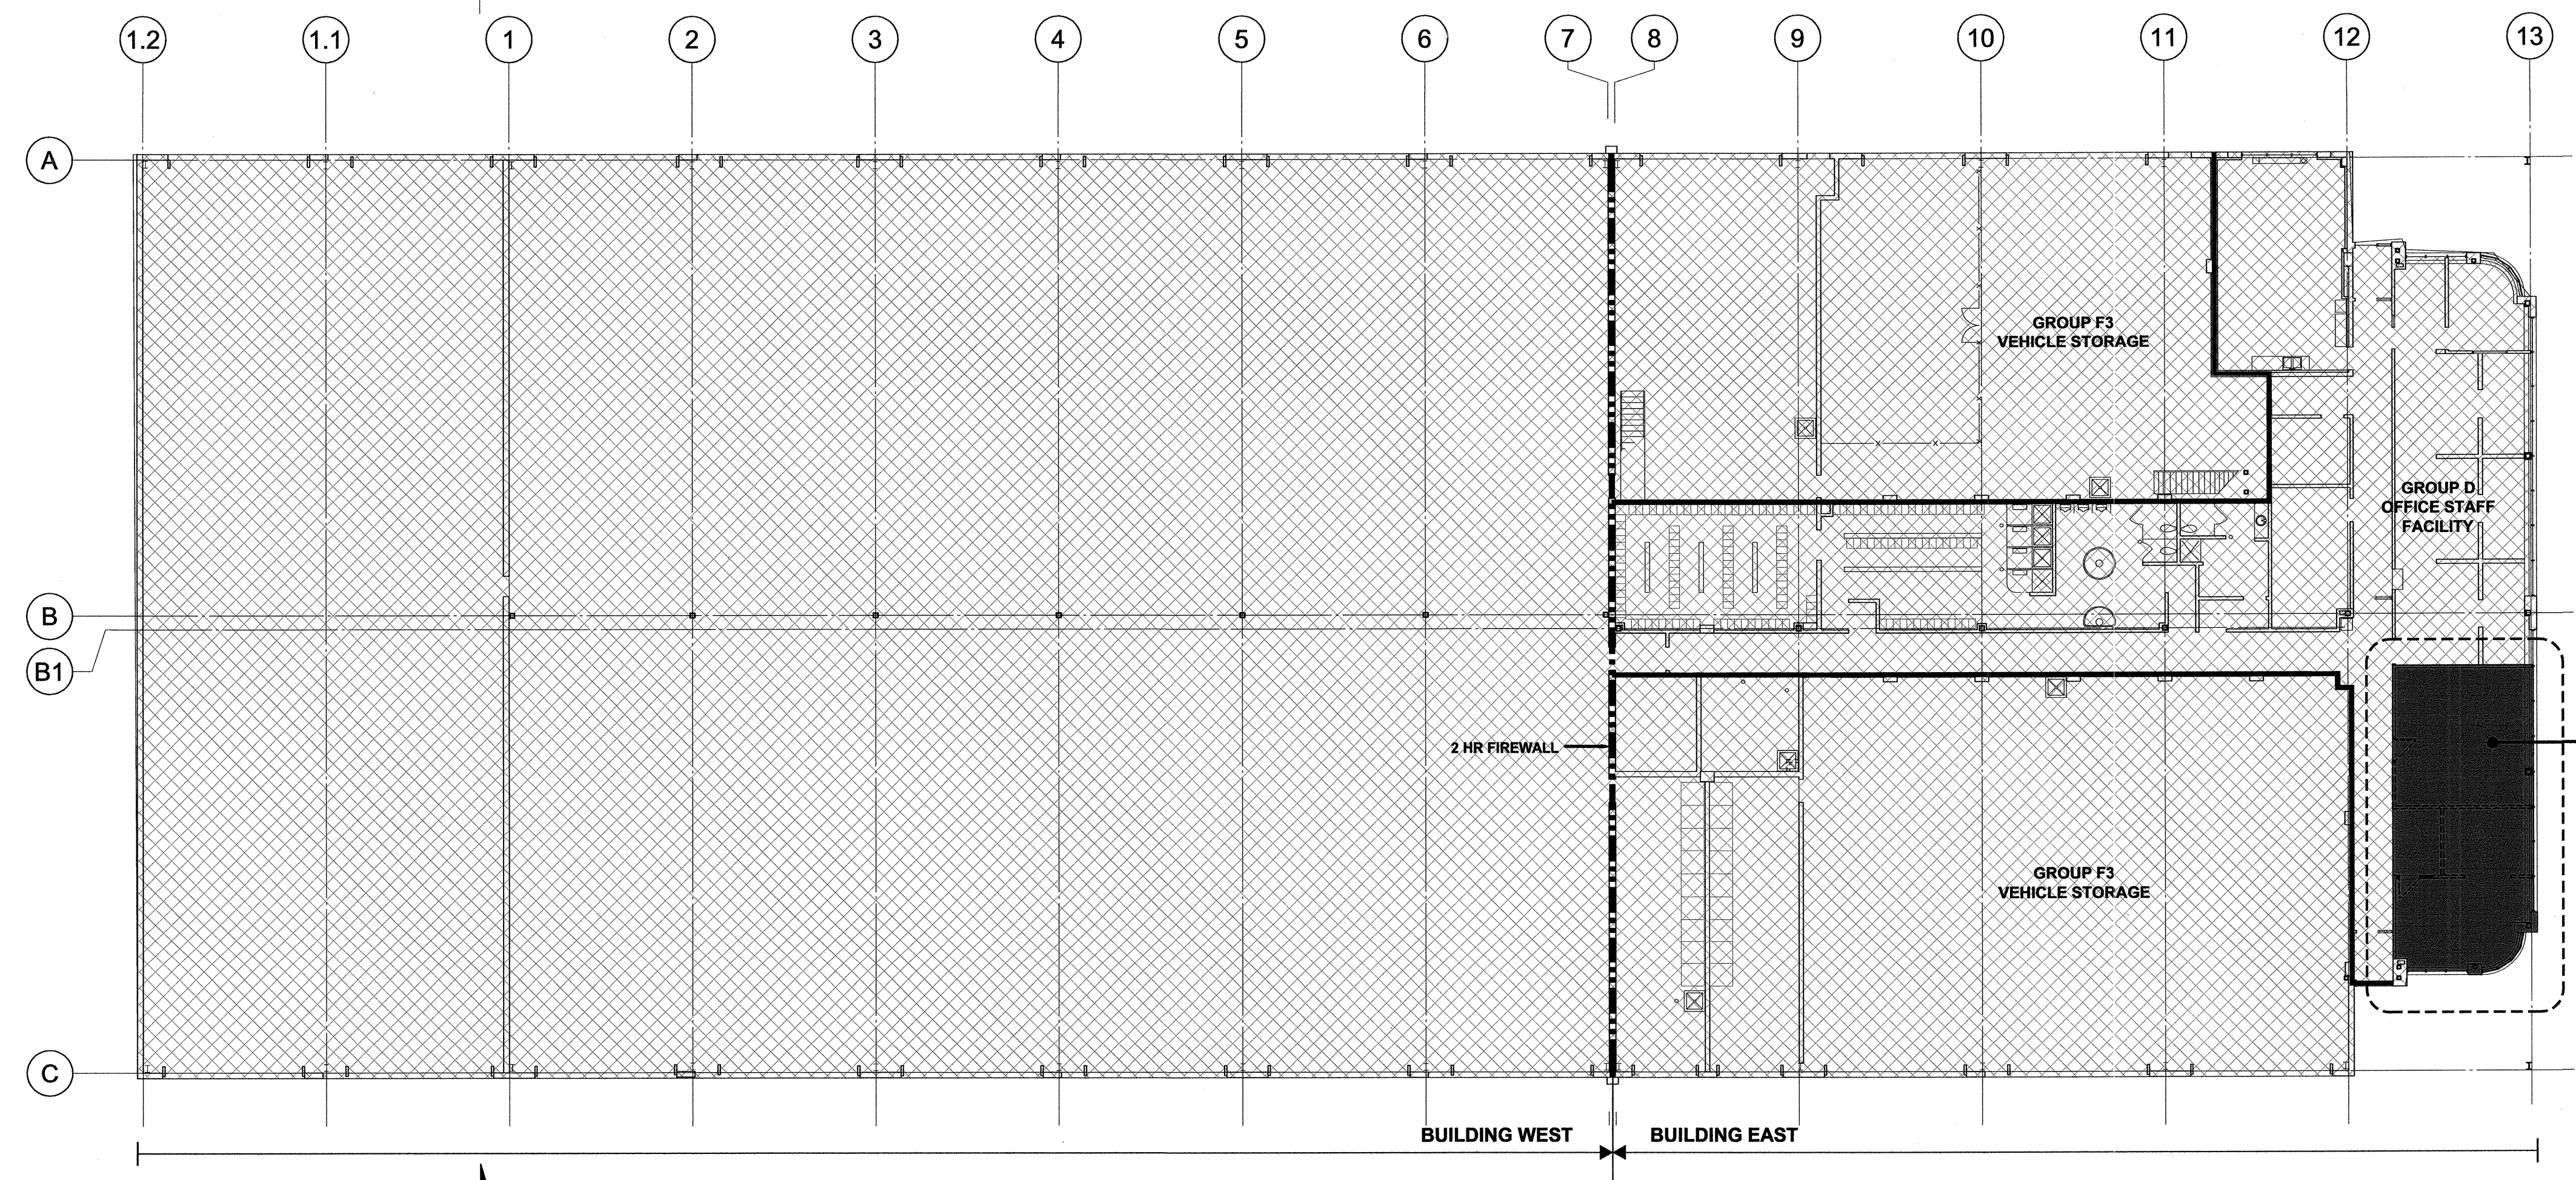 1.2 1.1 1 2 3 4 5 6 7 8 9 10 11 12 13
A
GROUP F3
VEHICLE STORAGE
GROUP D
OFFICE STAFF
FACILITY
B
B1
2 HR FIREWALL
GROUP F3
VEHICLE STORAGE
C
BUILDING WEST BUILDING EAST